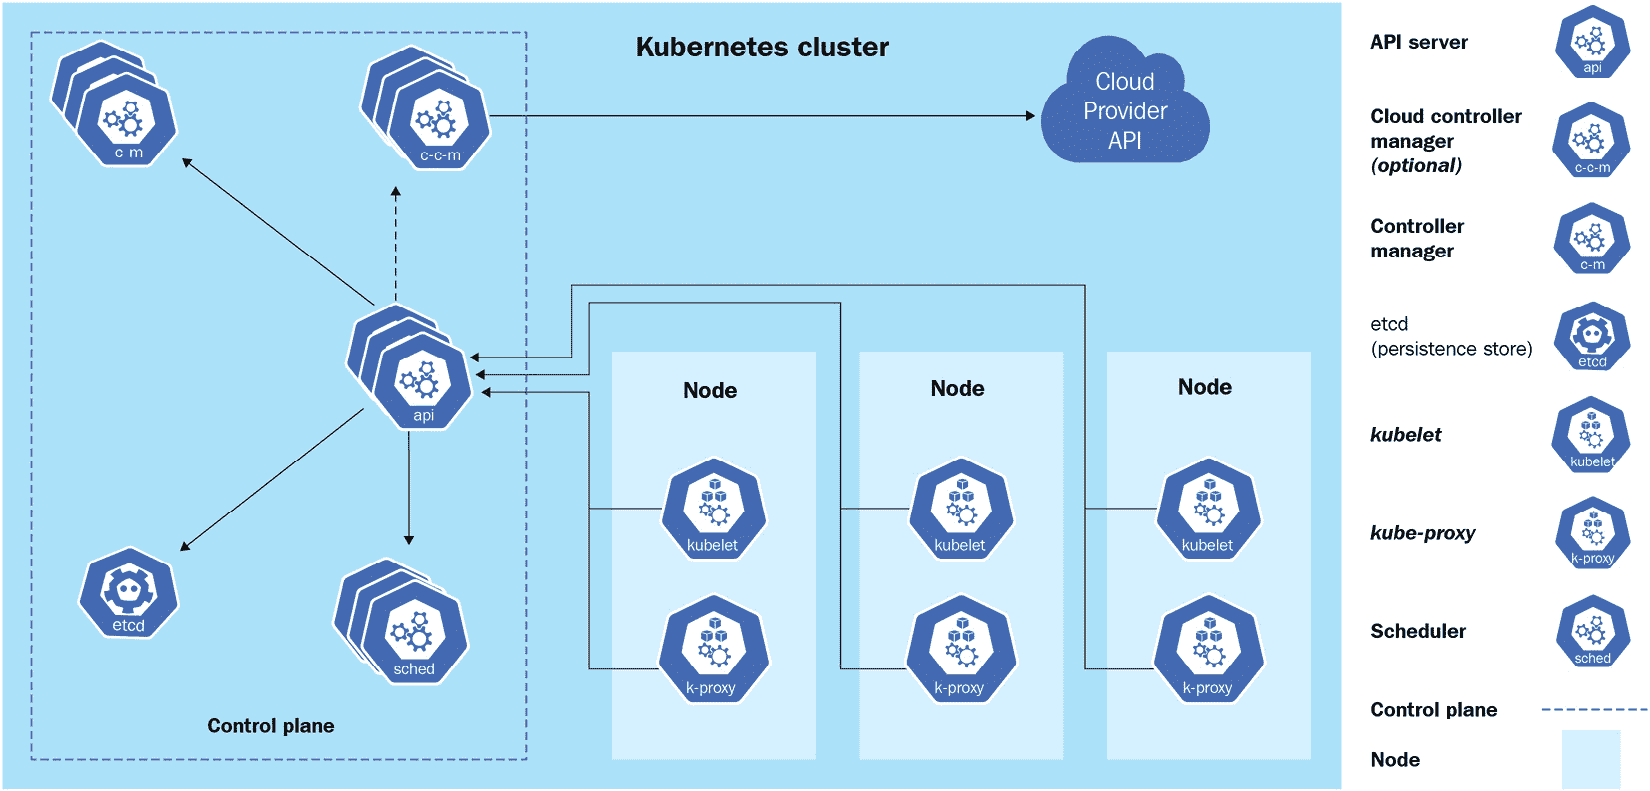 Kubernetes cluster
c m
c-c-m
Cloud
Provider
API
api
etcd
sched
Control plane
Node
kubelet
k-proxy
Node
kubelet
k-proxy
Node
kubelet
k-proxy
API server
api
Cloud controller
manager
(optional)
c-c-m
Controller
manager
c-m
etcd
(persistence store)
etcd
kubelet
kubelet
kube-proxy
k-proxy
Scheduler
sched
Control plane
Node